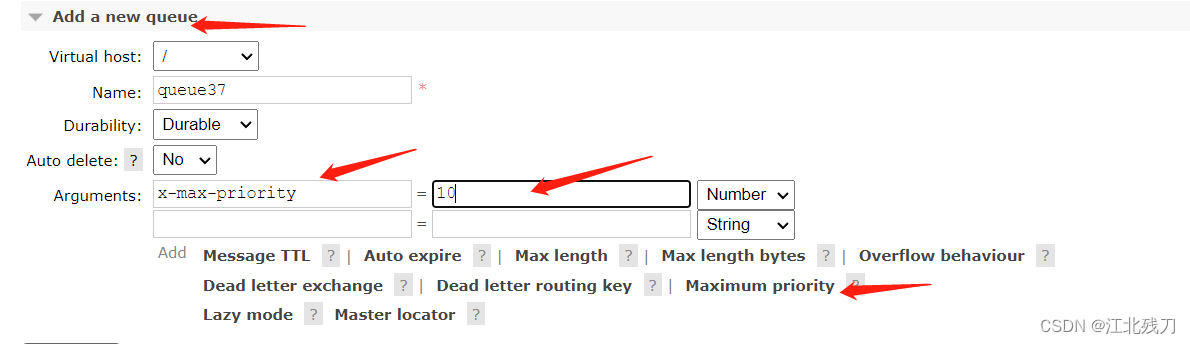 Add a new queue
Virtual host: /
Name: queue37 *
Durability: Durable
Auto delete: ? No
Arguments: x-max-priority = 10 Number
= String
Add Message TTL ? | Auto expire ? | Max length ? | Max length bytes ? | Overflow behaviour ?
Dead letter exchange ? | Dead letter routing key ? | Maximum priority ?
Lazy mode ? Master locator ?
CSDN @江北残刀